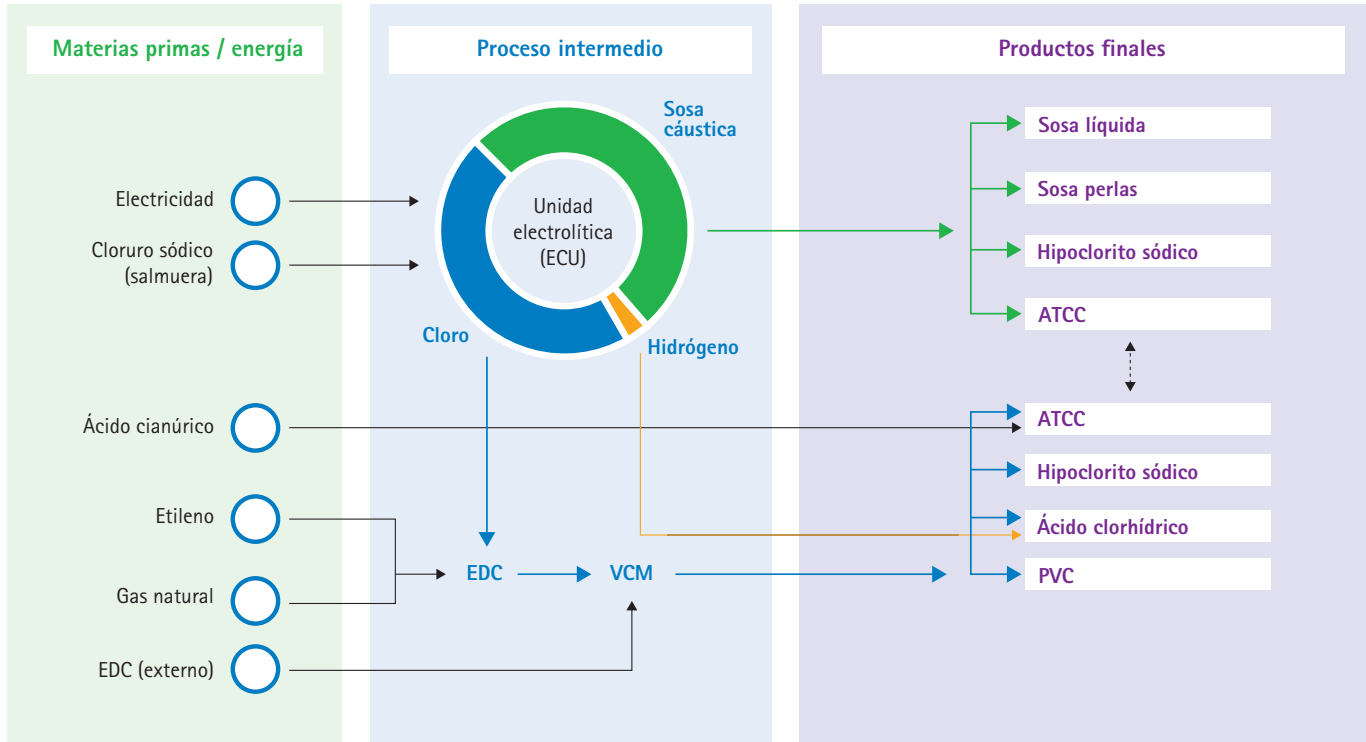 Materias primas / energía
Proceso intermedio
Productos finales
Electricidad
Cloruro sódico
(salmuera)
Ácido cianúrico
Etileno
Gas natural
EDC (externo)
Sosa
cáustica
Unidad
electrolítica
(ECU)
Cloro
Hidrógeno
EDC
VCM
Sosa líquida
Sosa perlas
Hipoclorito sódico
ATCC
ATCC
Hipoclorito sódico
Ácido clorhídrico
PVC